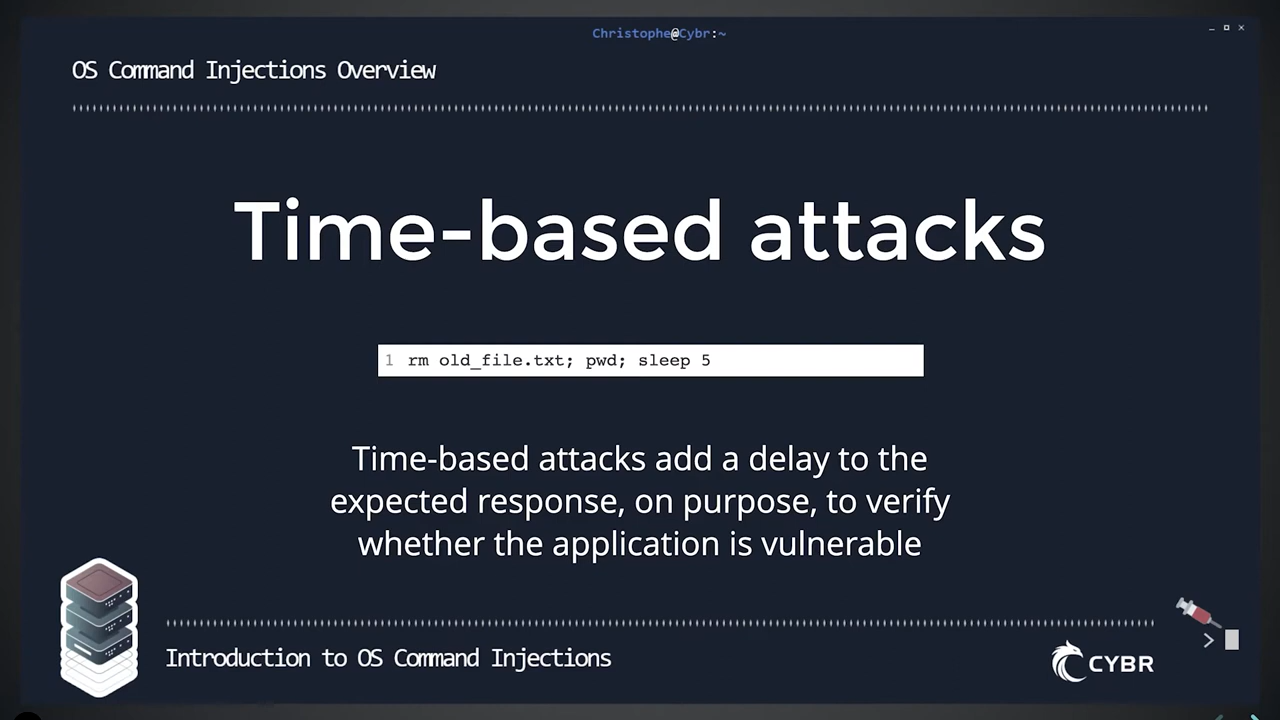 Christophe@Cybr:~
OS Command Injections Overview
Time-based attacks
1 rm old_file.txt; pwd; sleep 5
Time-based attacks add a delay to the
expected response, on purpose, to verify
whether the application is vulnerable
Introduction to OS Command Injections
CYBR
>